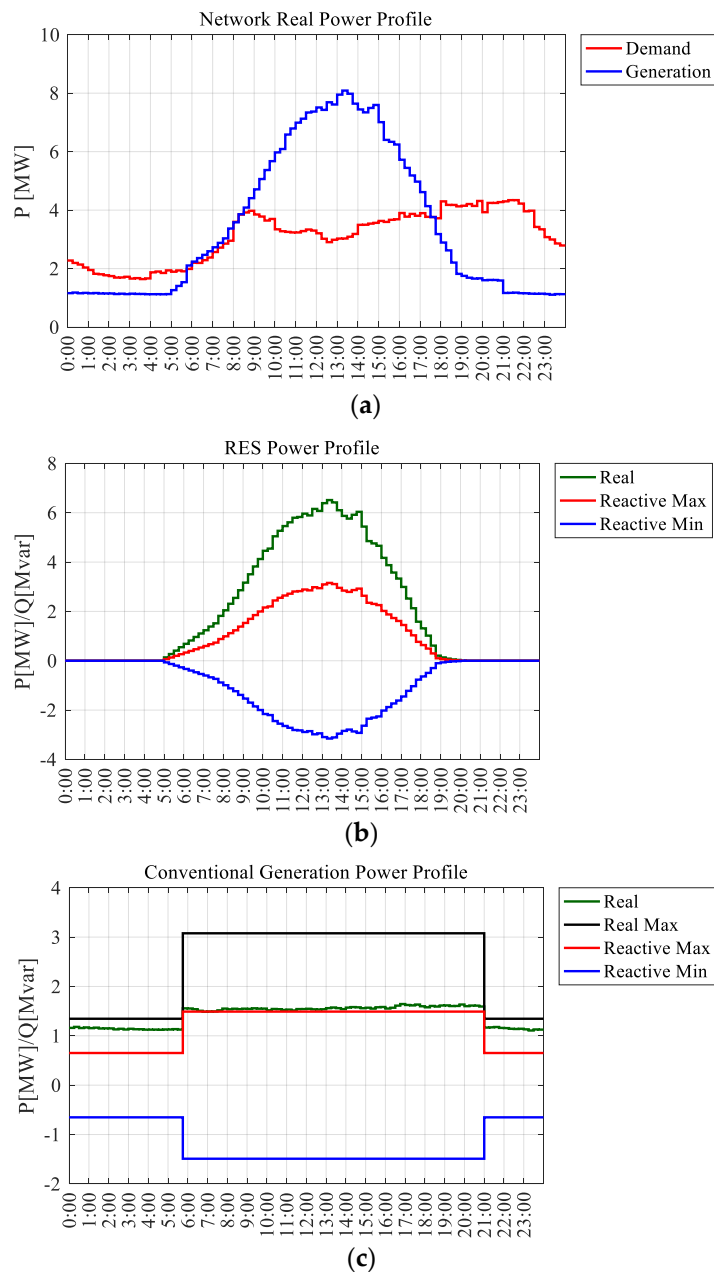 Network Real Power Profile
10
8
6
4
2
0
P [MW]
Demand
Generation
0:00 1:00 2:00 3:00 4:00 5:00 6:00 7:00 8:00 9:00 10:00 11:00 12:00 13:00 14:00 15:00 16:00 17:00 18:00 19:00 20:00 21:00 22:00 23:00
(a)
RES Power Profile
8
6
4
2
0
-2
-4
P[MW]/Q[Mvar]
Real
Reactive Max
Reactive Min
0:00 1:00 2:00 3:00 4:00 5:00 6:00 7:00 8:00 9:00 10:00 11:00 12:00 13:00 14:00 15:00 16:00 17:00 18:00 19:00 20:00 21:00 22:00 23:00
(b)
Conventional Generation Power Profile
4
3
2
1
0
-1
-2
P[MW]/Q[Mvar]
Real
Real Max
Reactive Max
Reactive Min
0:00 1:00 2:00 3:00 4:00 5:00 6:00 7:00 8:00 9:00 10:00 11:00 12:00 13:00 14:00 15:00 16:00 17:00 18:00 19:00 20:00 21:00 22:00 23:00
(c)